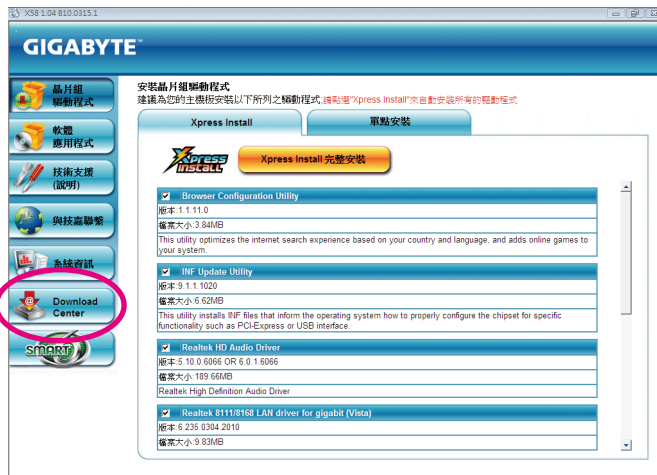 X58 1.04 810.0315.1
GIGABYTE™
晶片組
驅動程式
軟體
應用程式
技術支援
(說明)
與技嘉聯繫
系統資訊
Download
Center
SMART
安裝晶片組驅動程式
建議為您的主機板安裝以下所列之驅動程式,請點選"Xpress Install"來自動安裝所有的驅動程式
Xpress Install
單點安裝
Xpress
INSTALL
Xpress Install 完整安裝
Browser Configuration Utility
版本:1.1.11.0
檔案大小:3.84MB
This utility optimizes the internet search experience based on your country and language, and adds online games to
your system.
INF Update Utility
版本:9.1.1.1020
檔案大小:6.62MB
This utility installs INF files that inform the operating system how to properly configure the chipset for specific
functionality such as PCI-Express or USB interface.
Realtek HD Audio Driver
版本:5.10.0.6066 OR 6.0.1.6066
檔案大小:189.66MB
Realtek High Definition Audio Driver
Realtek 8111/8168 LAN driver for gigabit (Vista)
版本:6.235.0304.2010
檔案大小:9.83MB